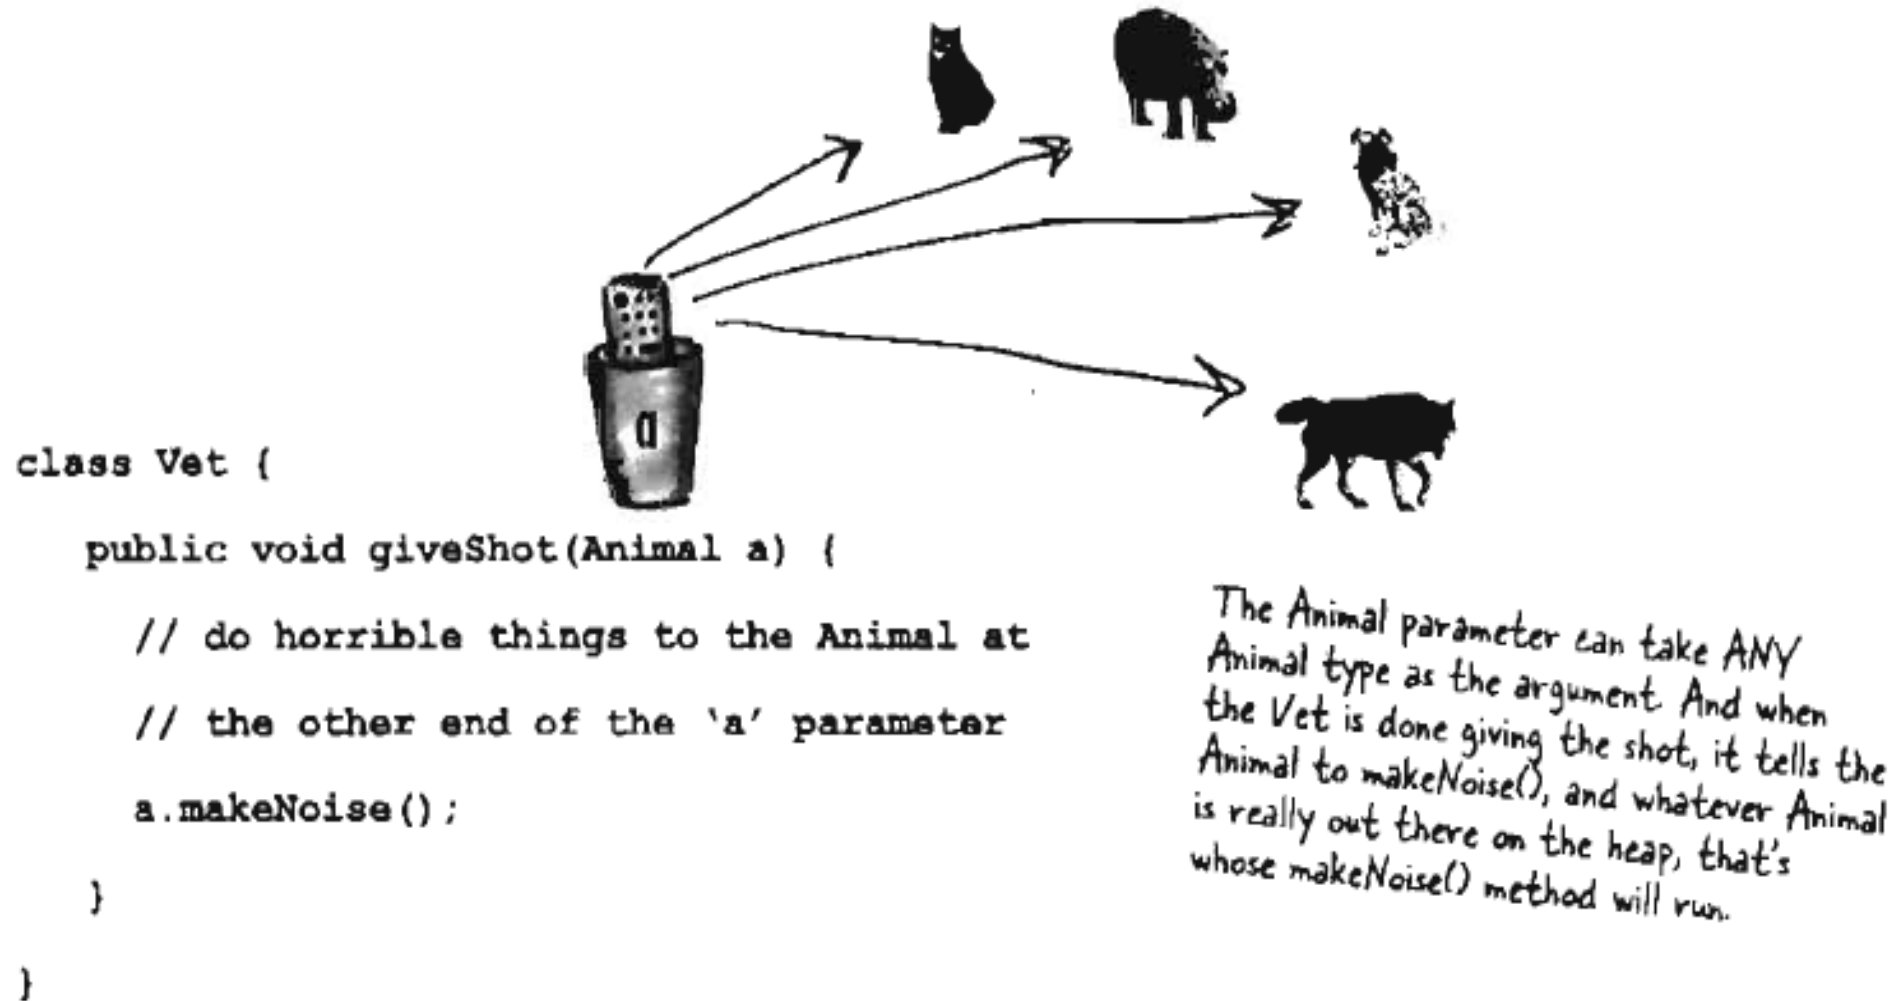 a
class Vet {
public void giveShot(Animal a) {
// do horrible things to the Animal at
// the other end of the 'a' parameter
a.makeNoise();
}
}
The Animal parameter can take ANY
Animal type as the argument. And when
the Vet is done giving the shot, it tells the
Animal to makeNoise(), and whatever Animal
is really out there on the heap, that's
whose makeNoise() method will run.